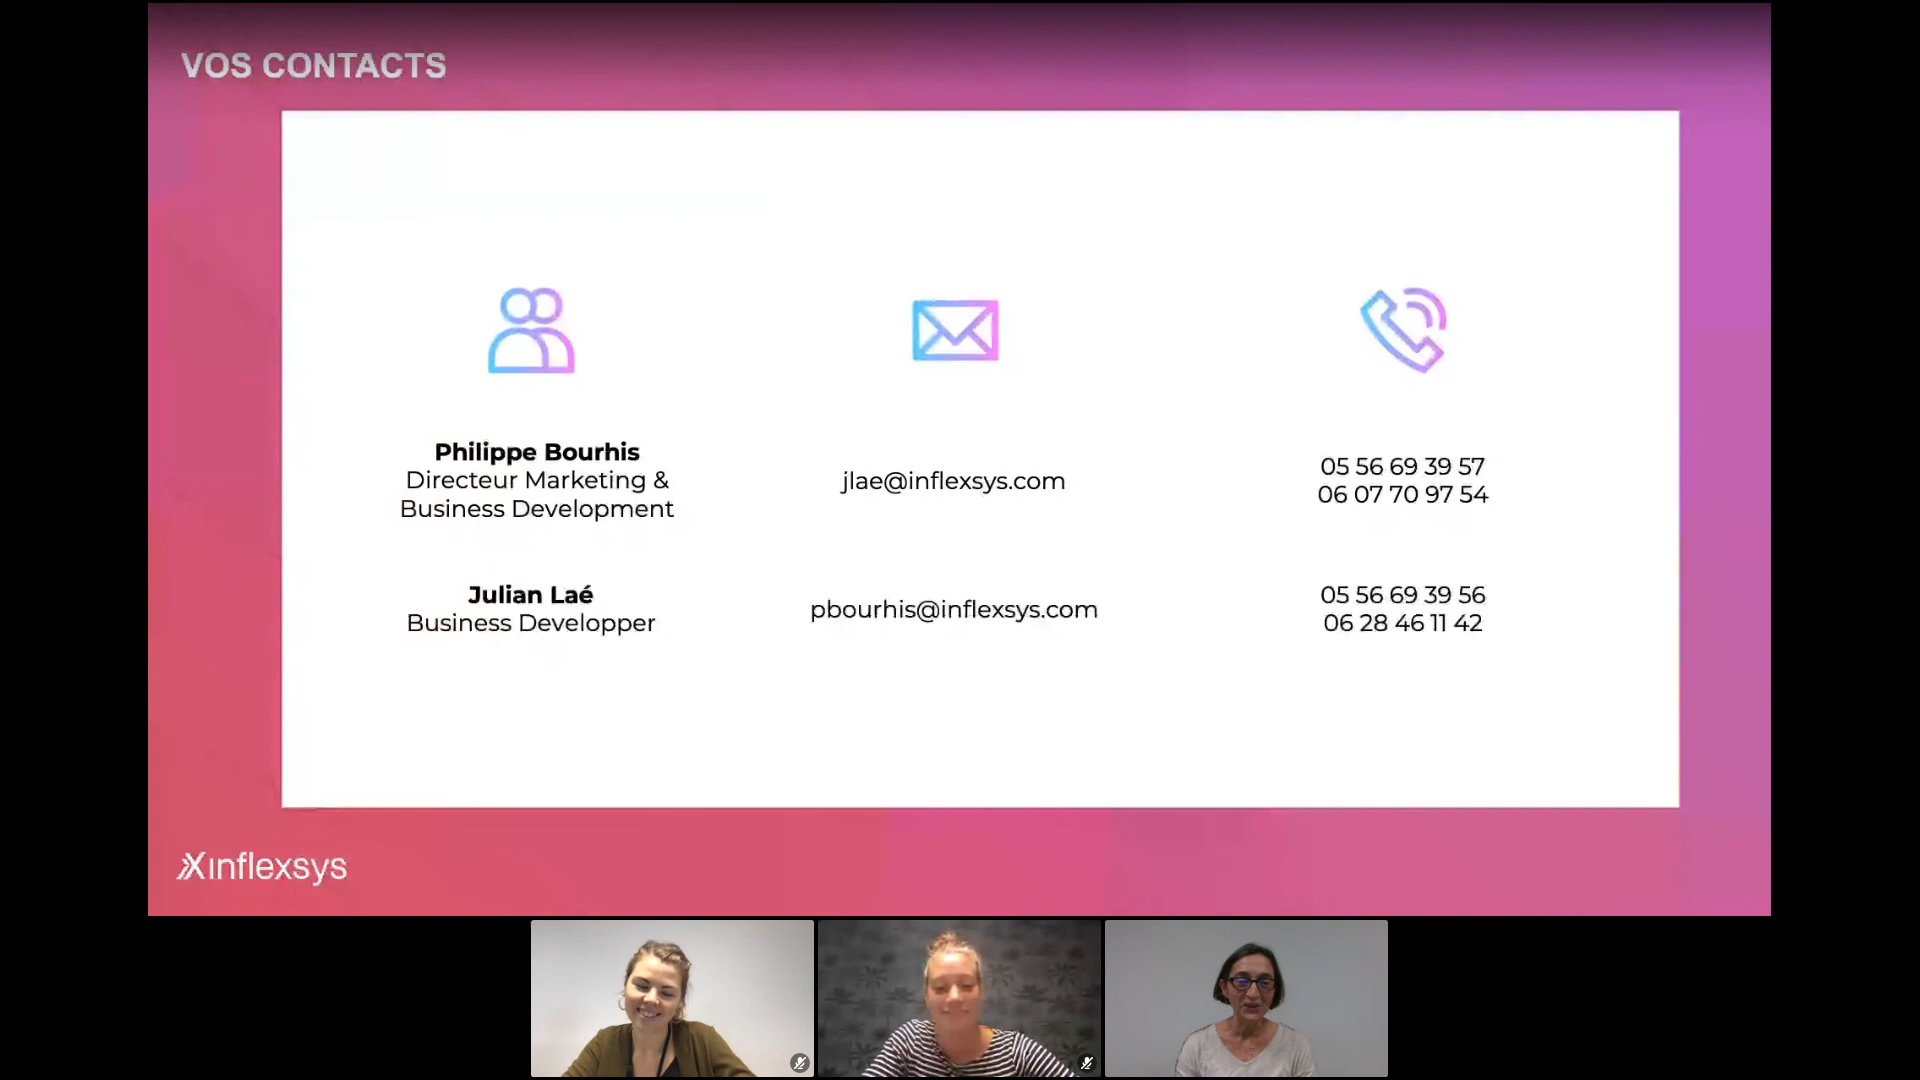 VOS CONTACTS
Philippe Bourhis
Directeur Marketing &
Business Development
jlae@inflexsys.com
05 56 69 39 57
06 07 70 97 54
Julian Laé
Business Developper
pbourhis@inflexsys.com
05 56 69 39 56
06 28 46 11 42
inflexsys